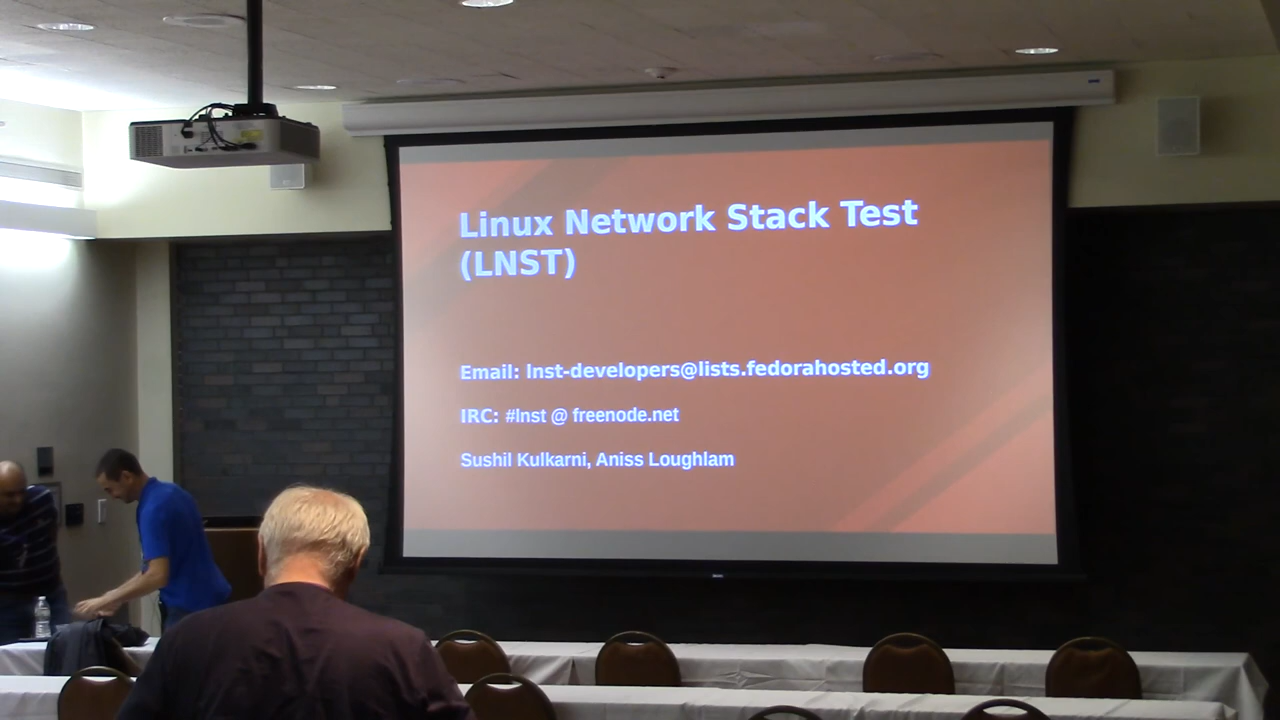 Linux Network Stack Test
(LNST)
Email: lnst-developers@lists.fedorahosted.org
IRC: #lnst @ freenode.net
Sushil Kulkarni, Aniss Loughlam